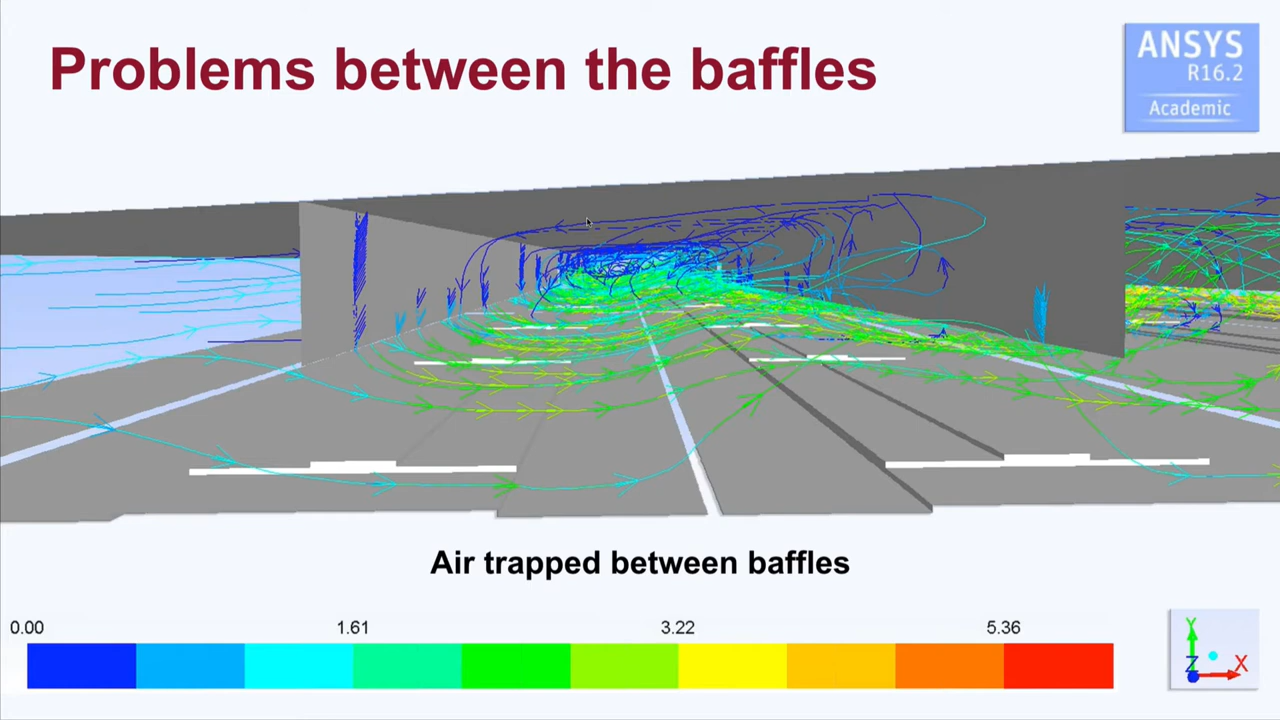 Problems between the baffles
ANSYS
R16.2
Academic
Air trapped between baffles
0.00 1.61 3.22 5.36
Y
Z X